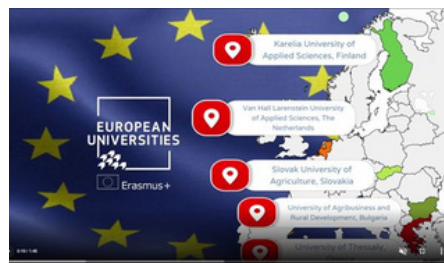 Karelia University of
Applied Sciences, Finland
Van Hall Larenstein University
of Applied Sciences, The
Netherlands
EUROPEAN
UNIVERSITIES
Erasmus+
Slovak University of
Agriculture, Slovakia
University of Agribusiness and
Rural Development, Bulgaria
University of Thessaly,